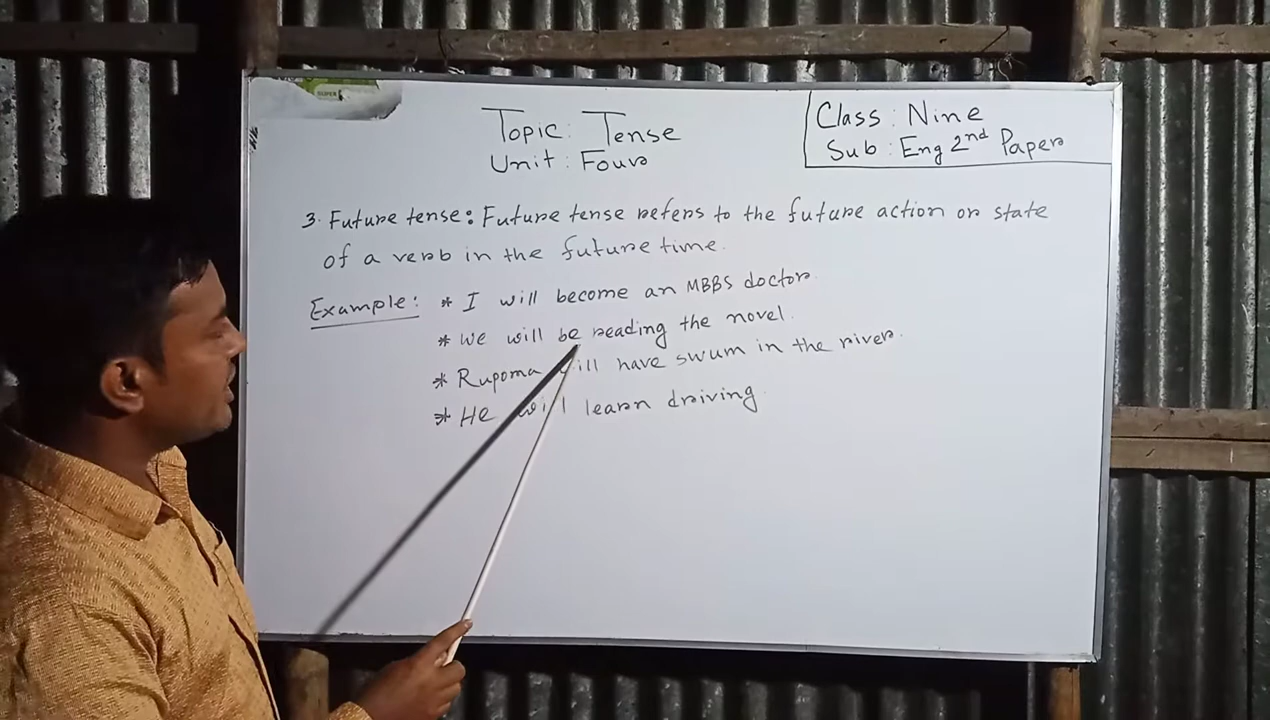 Topic: Tense
Unit: Four
Class: Nine
Sub: Eng 2nd Paper
3. Future tense: Future tense refers to the future action or state
of a verb in the future time.
Example: * I will become an MBBS doctor.
* We will be reading the novel.
* Rupoma will have swum in the river.
* He will learn driving
SUPER